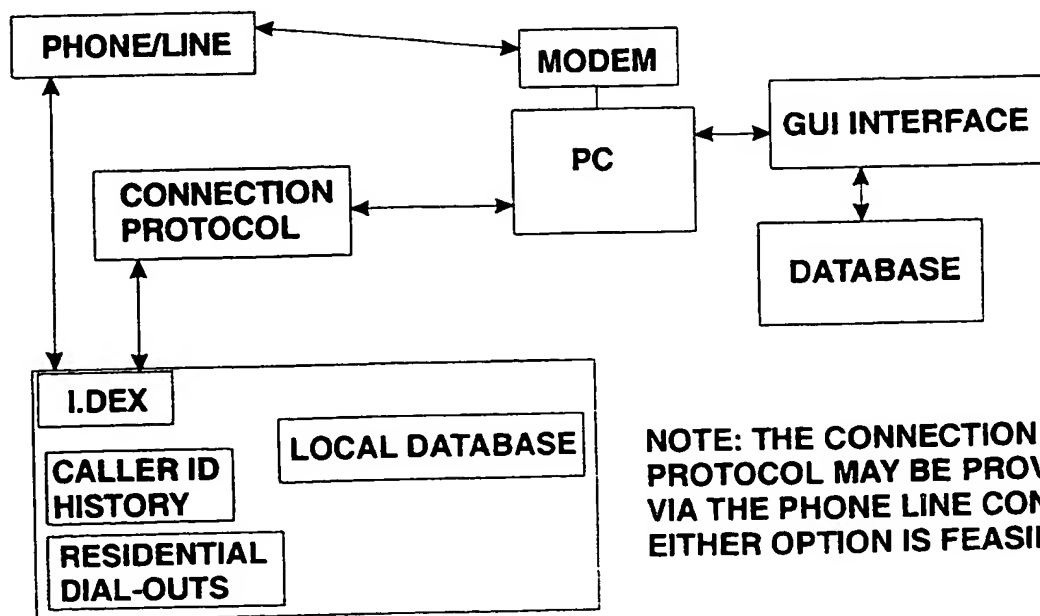 PHONE/LINE
MODEM
GUI INTERFACE
PC
CONNECTION
PROTOCOL
DATABASE
I.DEX
LOCAL DATABASE
CALLER ID
HISTORY
RESIDENTIAL
DIAL-OUTS
NOTE: THE CONNECTION
PROTOCOL MAY BE
VIA THE PHONE LINE
EITHER OPTION IS